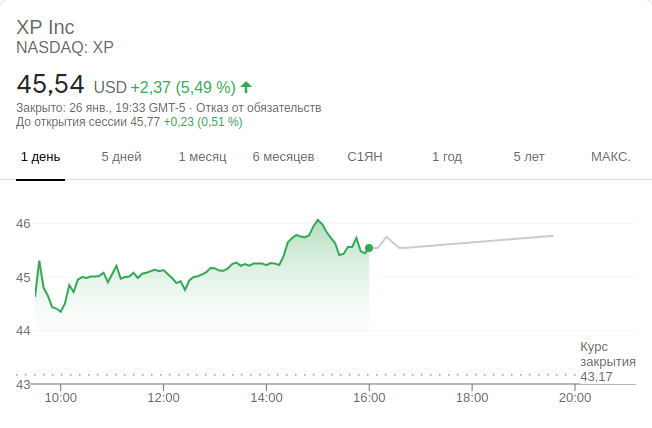 XP Inc
NASDAQ: XP
45,54 USD +2,37 (5,49 %)
Закрыто: 26 янв., 19:33 GMT-5 · Отказ от обязательств
До открытия сессии 45,77 +0,23 (0,51 %)
1 день 5 дней 1 месяц 6 месяцев С1ЯН 1 год 5 лет МАКС.
46
45
44
Курс
закрытия
43,17
43
10:00 12:00 14:00 16:00 18:00 20:00